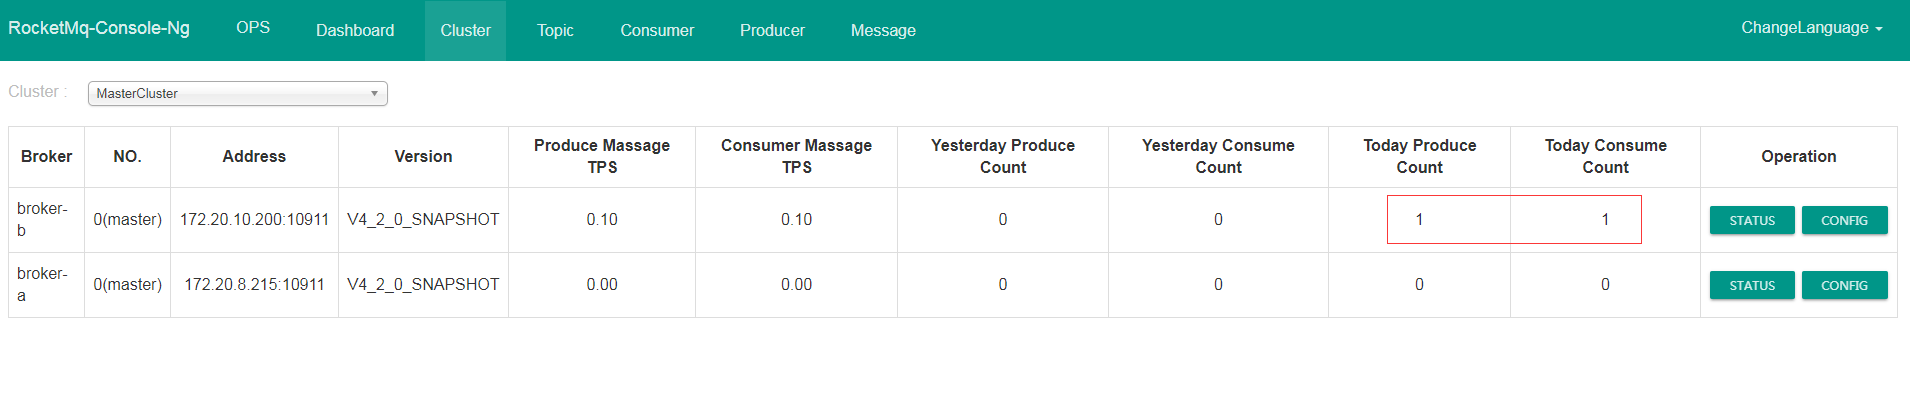 RocketMq-Console-Ng OPS Dashboard Cluster Topic Consumer Producer Message ChangeLanguage
Cluster : MasterCluster
Broker NO. Address Version Produce Massage TPS Consumer Massage TPS Yesterday Produce Count Yesterday Consume Count Today Produce Count Today Consume Count Operation
broker-b 0(master) 172.20.10.200:10911 V4_2_0_SNAPSHOT 0.10 0.10 0 0 1 1 STATUS CONFIG
broker-a 0(master) 172.20.8.215:10911 V4_2_0_SNAPSHOT 0.00 0.00 0 0 0 0 STATUS CONFIG